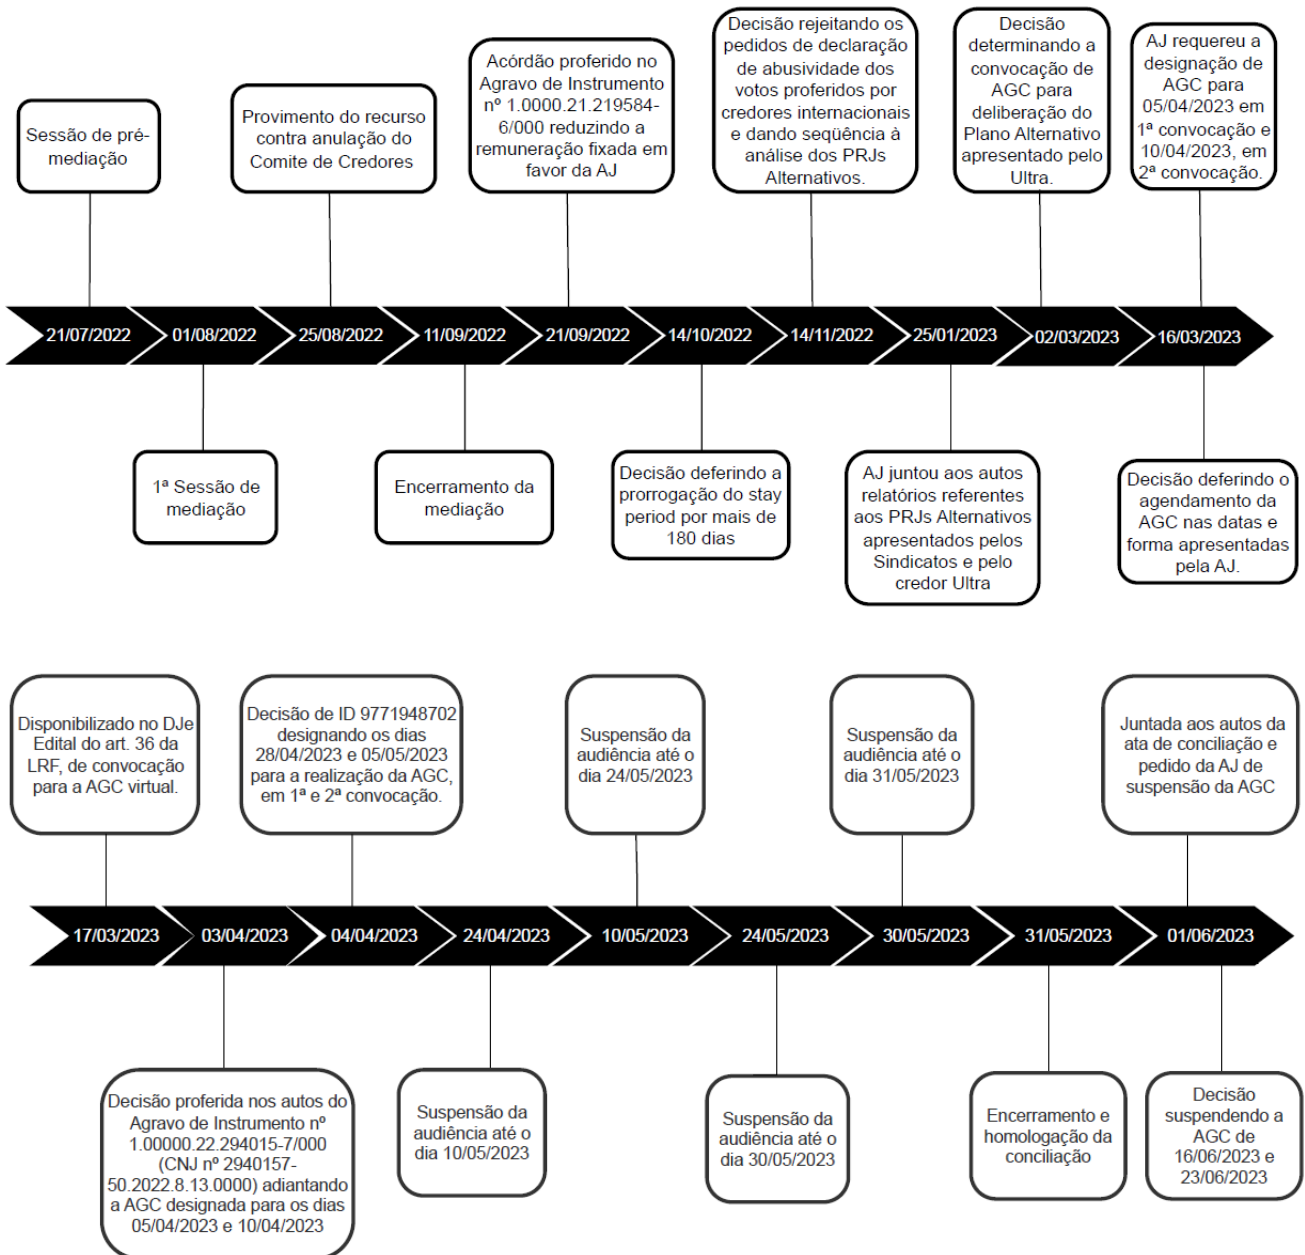 Sessão de pré-
mediação
Provimento do recurso
contra anulação do
Comite de Credores
Acórdão proferido no
Agravo de Instrumento
nº 1.0000.21.219584-
6/000 reduzindo a
remuneração fixada em
favor da AJ
Decisão rejeitando os
pedidos de declaração
de abusividade dos
votos proferidos por
credores internacionais
e dando seqüência à
análise dos PRJs
Alternativos.
Decisão
determinando a
convocação de
AGC para
deliberação do
Plano Alternativo
apresentado pelo
Ultra.
AJ requereu a
designação de
AGC para
05/04/2023 em
1ª convocação e
10/04/2023, em
2ª convocação.
21/07/2022
01/08/2022
25/08/2022
11/09/2022
21/09/2022
14/10/2022
14/11/2022
25/01/2023
02/03/2023
16/03/2023
1ª Sessão de
mediação
Encerramento da
mediação
Decisão deferindo a
prorrogação do stay
period por mais de
180 dias
AJ juntou aos autos
relatórios referentes
aos PRJs Alternativos
apresentados pelos
Sindicatos e pelo
credor Ultra
Decisão deferindo o
agendamento da
AGC nas datas e
forma apresentadas
pela AJ.
Disponibilizado no DJe
Edital do art. 36 da
LRF, de convocação
para a AGC virtual.
Decisão de ID 9771948702
designando os dias
28/04/2023 e 05/05/2023
para a realização da AGC,
em 1ª e 2ª convocação.
Suspensão da
audiência até o
dia 24/05/2023
Suspensão da
audiência até o
dia 31/05/2023
Juntada aos autos da
ata de conciliação e
pedido da AJ de
suspensão da AGC
17/03/2023
03/04/2023
04/04/2023
24/04/2023
10/05/2023
24/05/2023
30/05/2023
31/05/2023
01/06/2023
Decisão proferida nos autos do
Agravo de Instrumento nº
1.00000.22.294015-7/000
(CNJ nº 2940157-
50.2022.8.13.0000) adiantando
a AGC designada para os dias
05/04/2023 e 10/04/2023
Suspensão da
audiência até o
dia 10/05/2023
Suspensão da
audiência até o
dia 30/05/2023
Encerramento e
homologação da
conciliação
Decisão
suspendendo a
AGC de
16/06/2023 e
23/06/2023